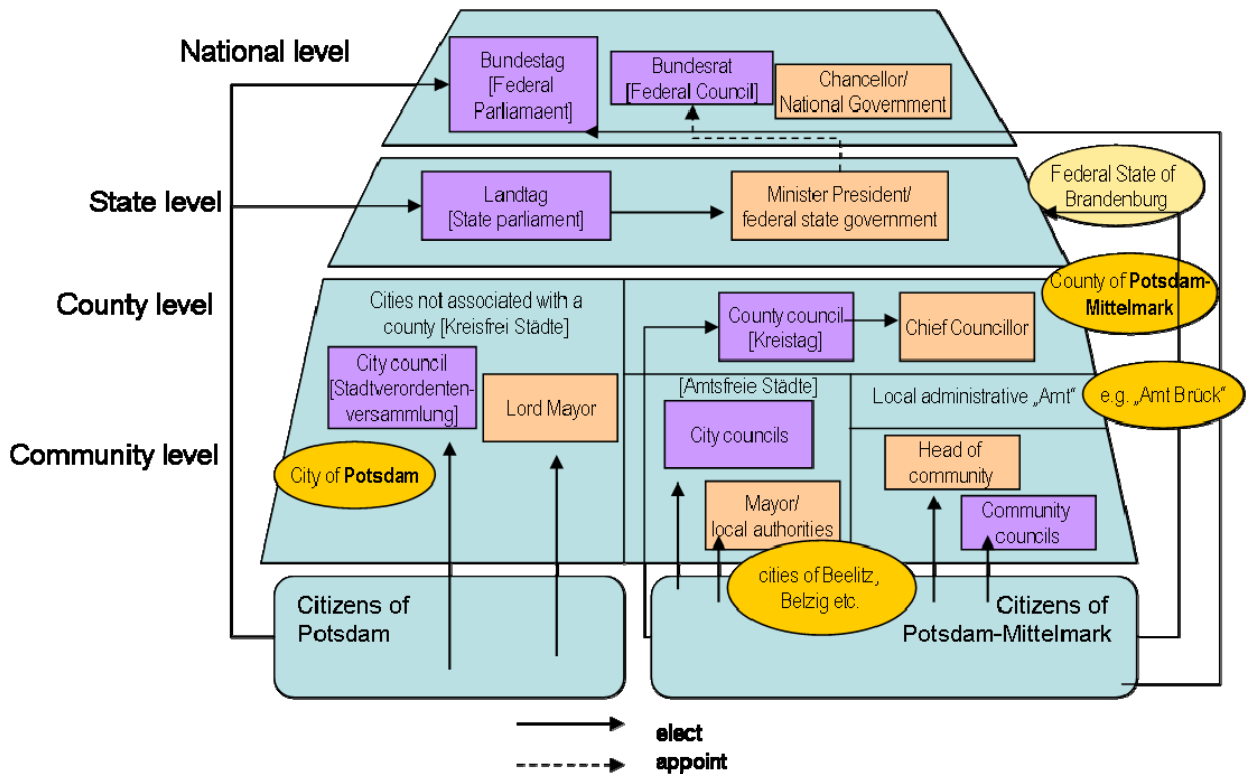 National level
Bundestag
[Federal
Parliamaent]
Bundesrat
[Federal Council]
Chancellor/
National Government
State level
Landtag
[State parliament]
Minister President/
federal state government
Federal State of
Brandenburg
County level
Cities not associated with a
county [Kreisfrei Städte]
County council
[Kreistag]
Chief Councillor
County of Potsdam-
Mittelmark
City council
[Stadtverordenten-
versammlung]
Lord Mayor
[Amtsfreie Städte]
Local administrative „Amt“
e.g. „Amt Brück“
Community level
City of Potsdam
City councils
Mayor/
local authorities
Head of
community
Community
councils
cities of Beelitz,
Belzig etc.
Citizens of
Potsdam
Citizens of
Potsdam-Mittelmark
elect
appoint